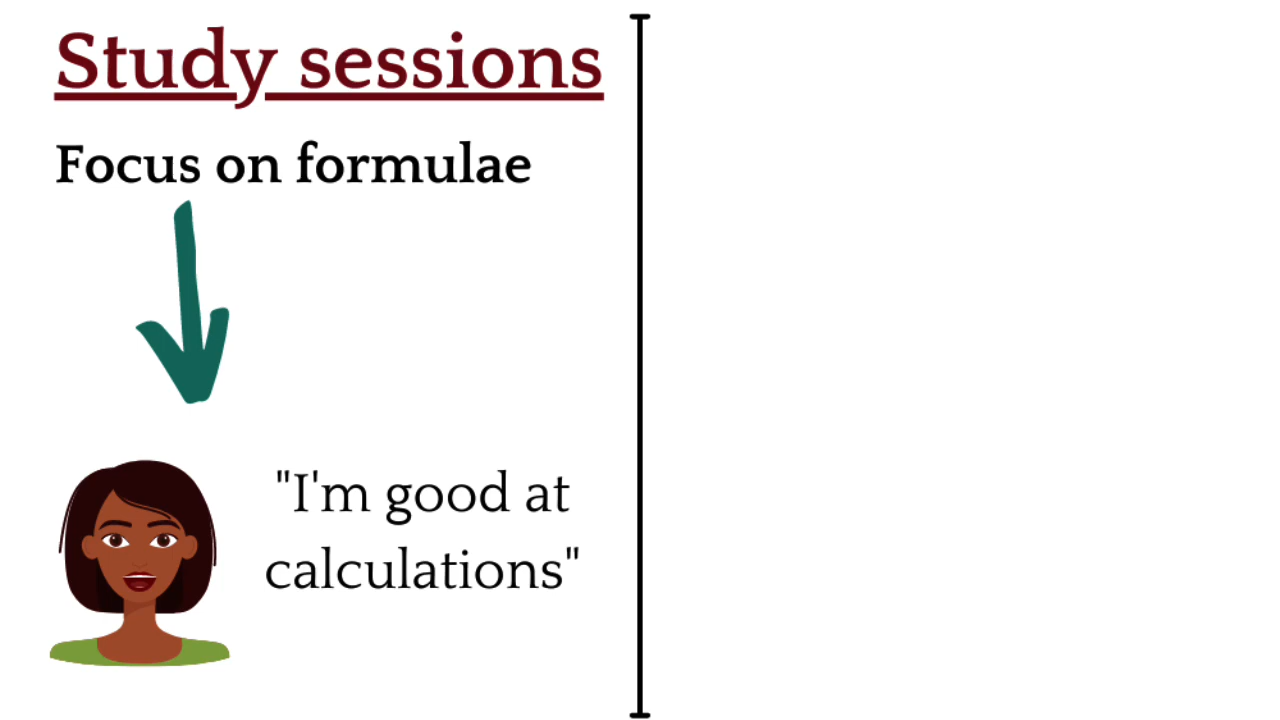 Study sessions
Focus on formulae
"I'm good at
calculations"